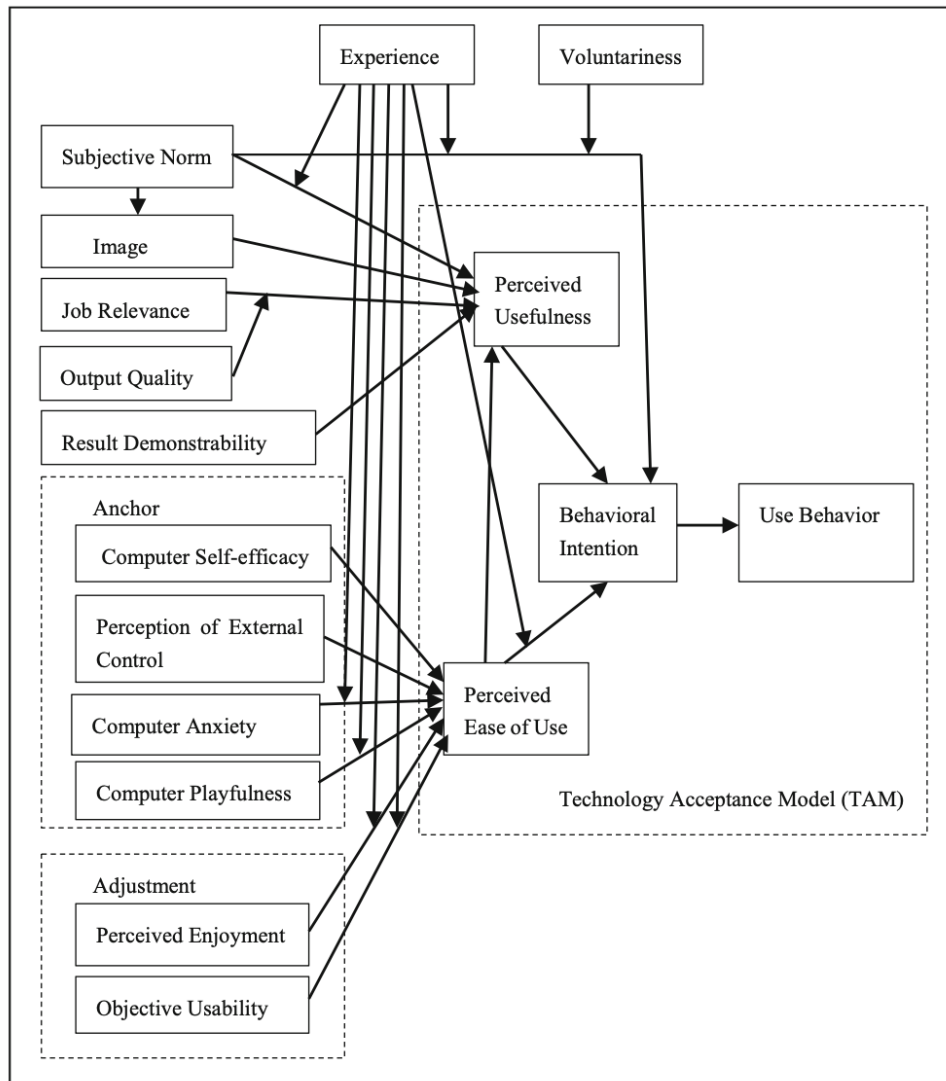 Experience
Voluntariness
Subjective Norm
Image
Job Relevance
Output Quality
Result Demonstrability
Perceived
Usefulness
Anchor
Computer Self-efficacy
Perception of External
Control
Computer Anxiety
Computer Playfulness
Behavioral
Intention
Use Behavior
Perceived
Ease of Use
Technology Acceptance Model (TAM)
Adjustment
Perceived Enjoyment
Objective Usability